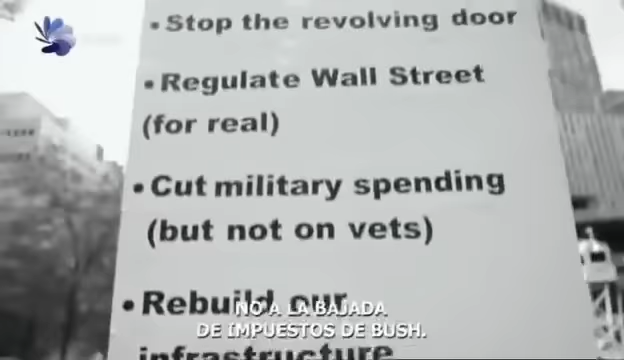 • Stop the revolving door
• Regulate Wall Street
(for real)
• Cut military spending
(but not on vets)
• Rebuild our
infrastructure
NO A LA BAJADA
DE IMPUESTOS DE BUSH.